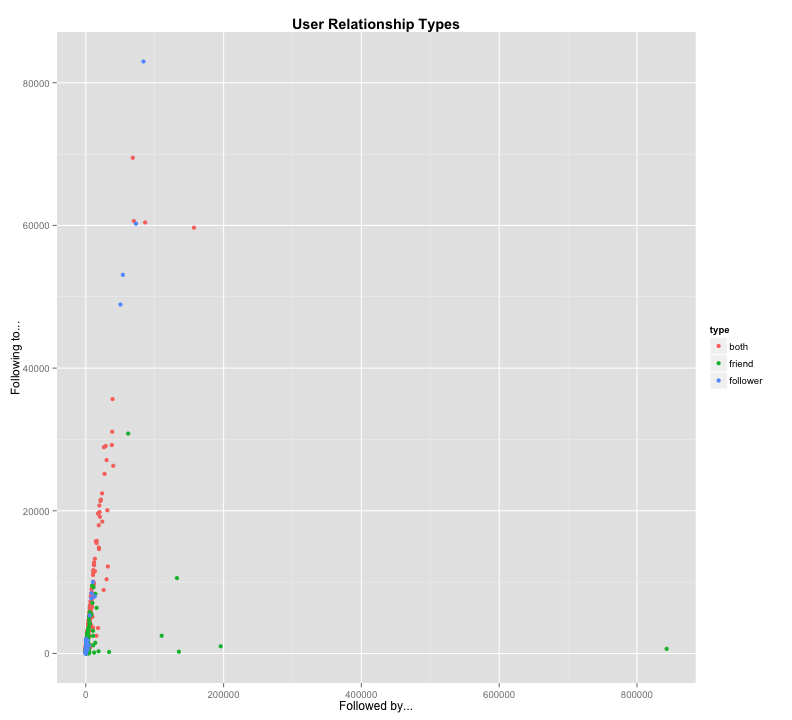 User Relationship Types
80000
60000
40000
20000
0
Following to...
0
200000
400000
600000
800000
Followed by...
type
both
friend
follower